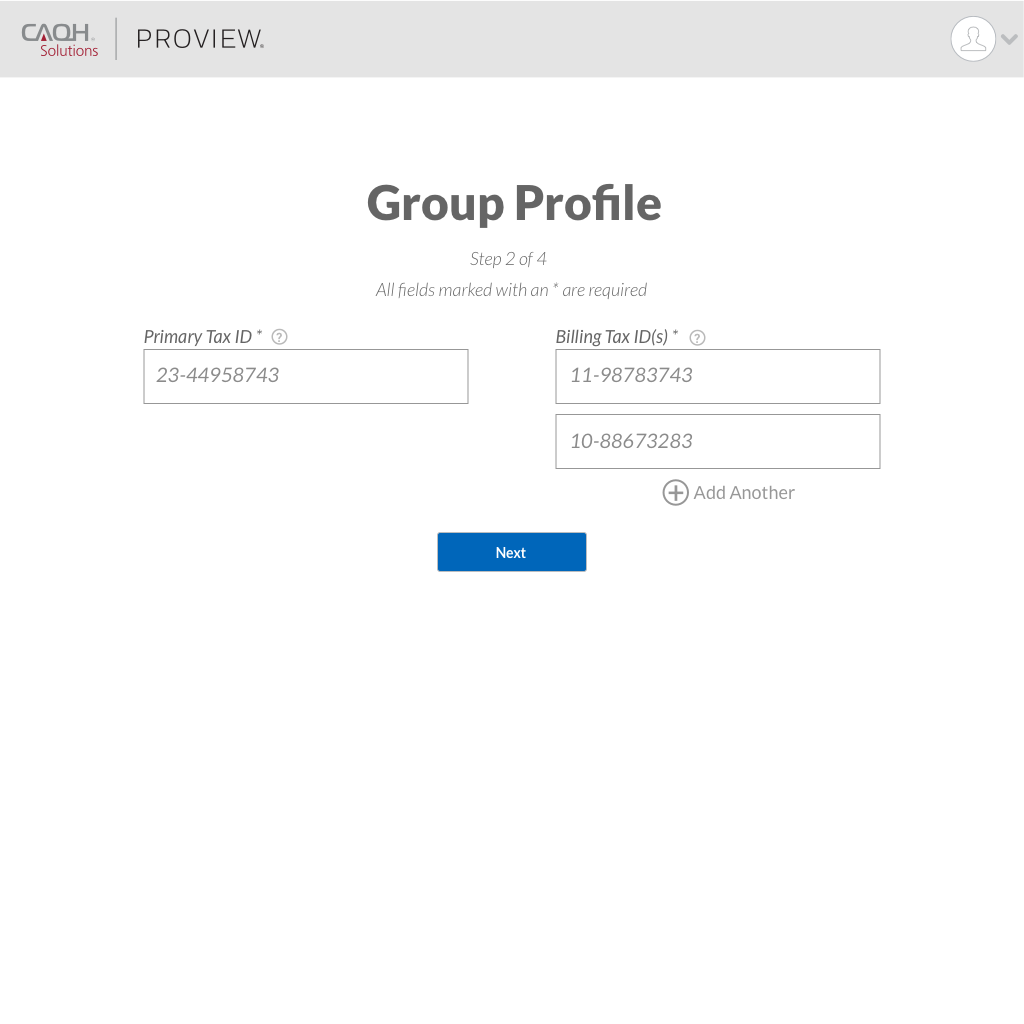 CAQH
Solutions
PROVIEW.
Group Profile
Step 2 of 4
All fields marked with an * are required
Primary Tax ID * ?
23-44958743
Billing Tax ID(s) * ?
11-98783743
10-88673283
Add Another
Next